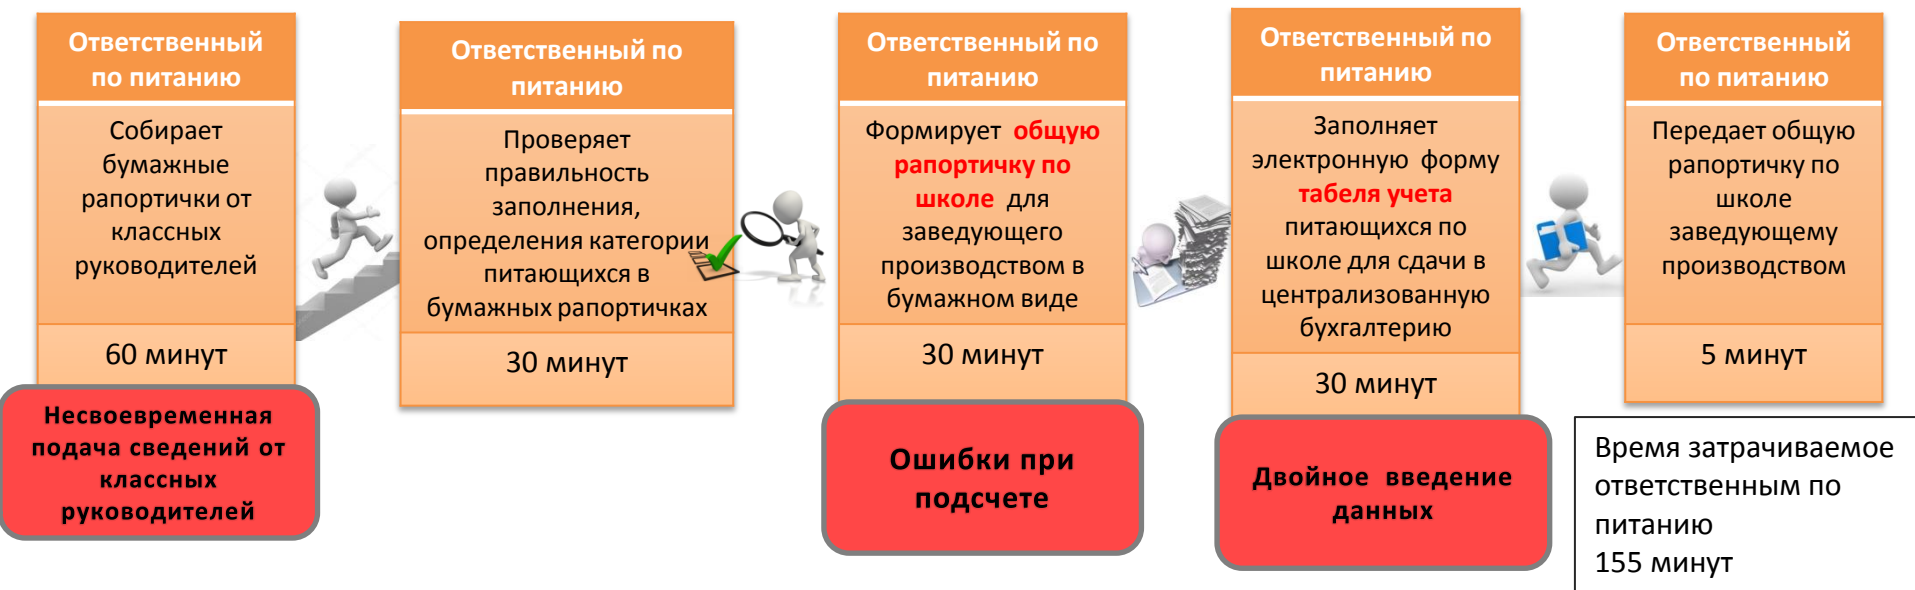 Ответственный
по питанию
Собирает
бумажные
рапортички от
классных
руководителей
60 минут
Несвоевременная
подача сведений от
классных
руководителей
Ответственный по
питанию
Проверяет
правильность
заполнения,
определения категории
питающихся в
бумажных рапортичках
30 минут
Ответственный по
питанию
Формирует общую
рапортичку по
школе для
заведующего
производством в
бумажном виде
30 минут
Ошибки при
подсчете
Ответственный по
питанию
Заполняет
электронную форму
табеля учета
питающихся по
школе для сдачи в
централизованную
бухгалтерию
30 минут
Двойное введение
данных
Ответственный
по питанию
Передает общую
рапортичку по
школе
заведующему
производством
5 минут
Время затрачиваемое
ответственным по
питанию
155 минут